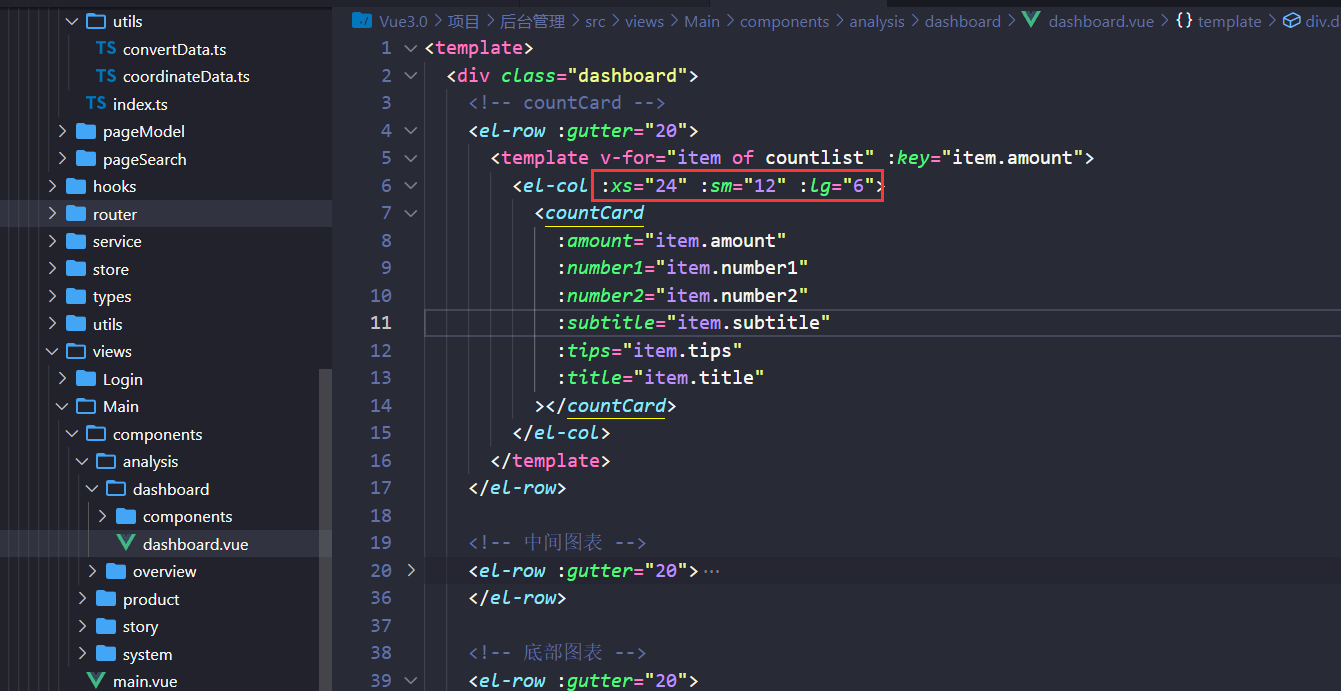 utils
TS convertData.ts
TS coordinateData.ts
TS index.ts
pageModel
pageSearch
hooks
router
service
store
types
utils
views
Login
Main
components
analysis
dashboard
components
dashboard.vue
overview
product
story
system
main.vue
Vue3.0 > 项目 > 后台管理 > src > views > Main > components > analysis > dashboard > dashboard.vue > {} template > div.d
1 <template>
2 <div class="dashboard">
3 <!-- countCard -->
4 <el-row :gutter="20">
5 <template v-for="item of countlist" :key="item.amount">
6 <el-col :xs="24" :sm="12" :lg="6">
7 <countCard
8 :amount="item.amount"
9 :number1="item.number1"
10 :number2="item.number2"
11 :subtitle="item.subtitle"
12 :tips="item.tips"
13 :title="item.title"
14 ></countCard>
15 </el-col>
16 </template>
17 </el-row>
18
19 <!-- 中间图表 -->
20 <el-row :gutter="20">…
36 </el-row>
37
38 <!-- 底部图表 -->
39 <el-row :gutter="20">